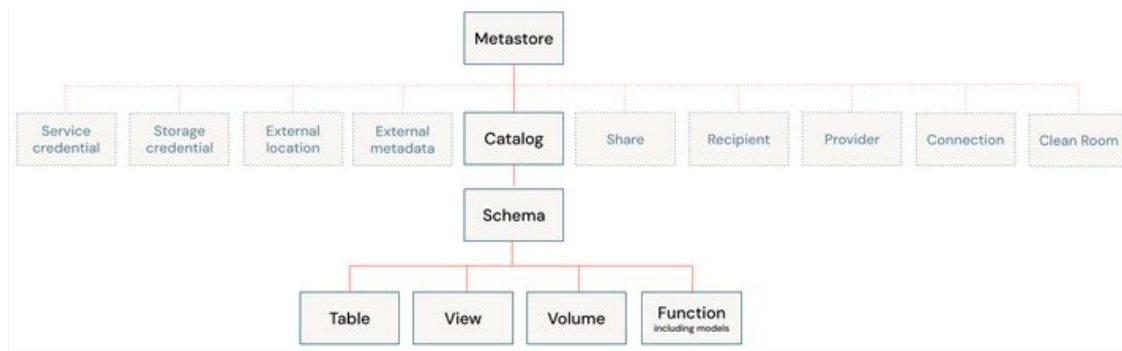 Metastore
Service
credential
Storage
credential
External
location
External
metadata
Catalog
Share
Recipient
Provider
Connection
Clean Room
Schema
Table
View
Volume
Function
including models